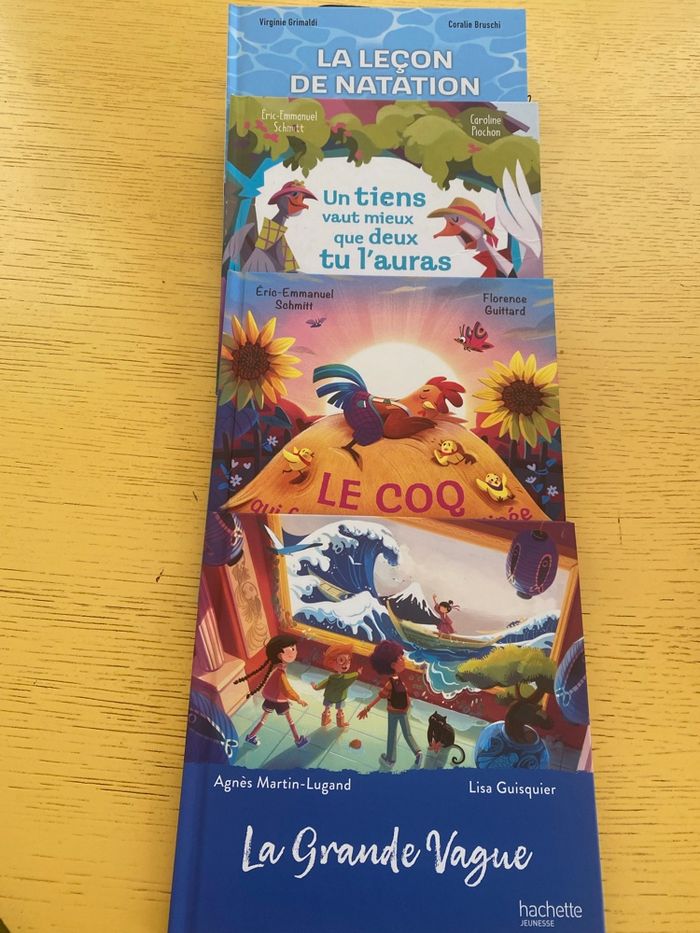 Virginie Grimaldi
Coralie Bruschi
LA LEÇON
DE NATATION
Éric-Emmanuel
Schmitt
Caroline
Piochon
Un tiens
vaut mieux
que deux
tu l'auras
Éric-Emmanuel
Schmitt
Florence
Guittard
LE COQ
qui
Agnès Martin-Lugand
Lisa Guisquier
La Grande Vague
hachette
JEUNESSE